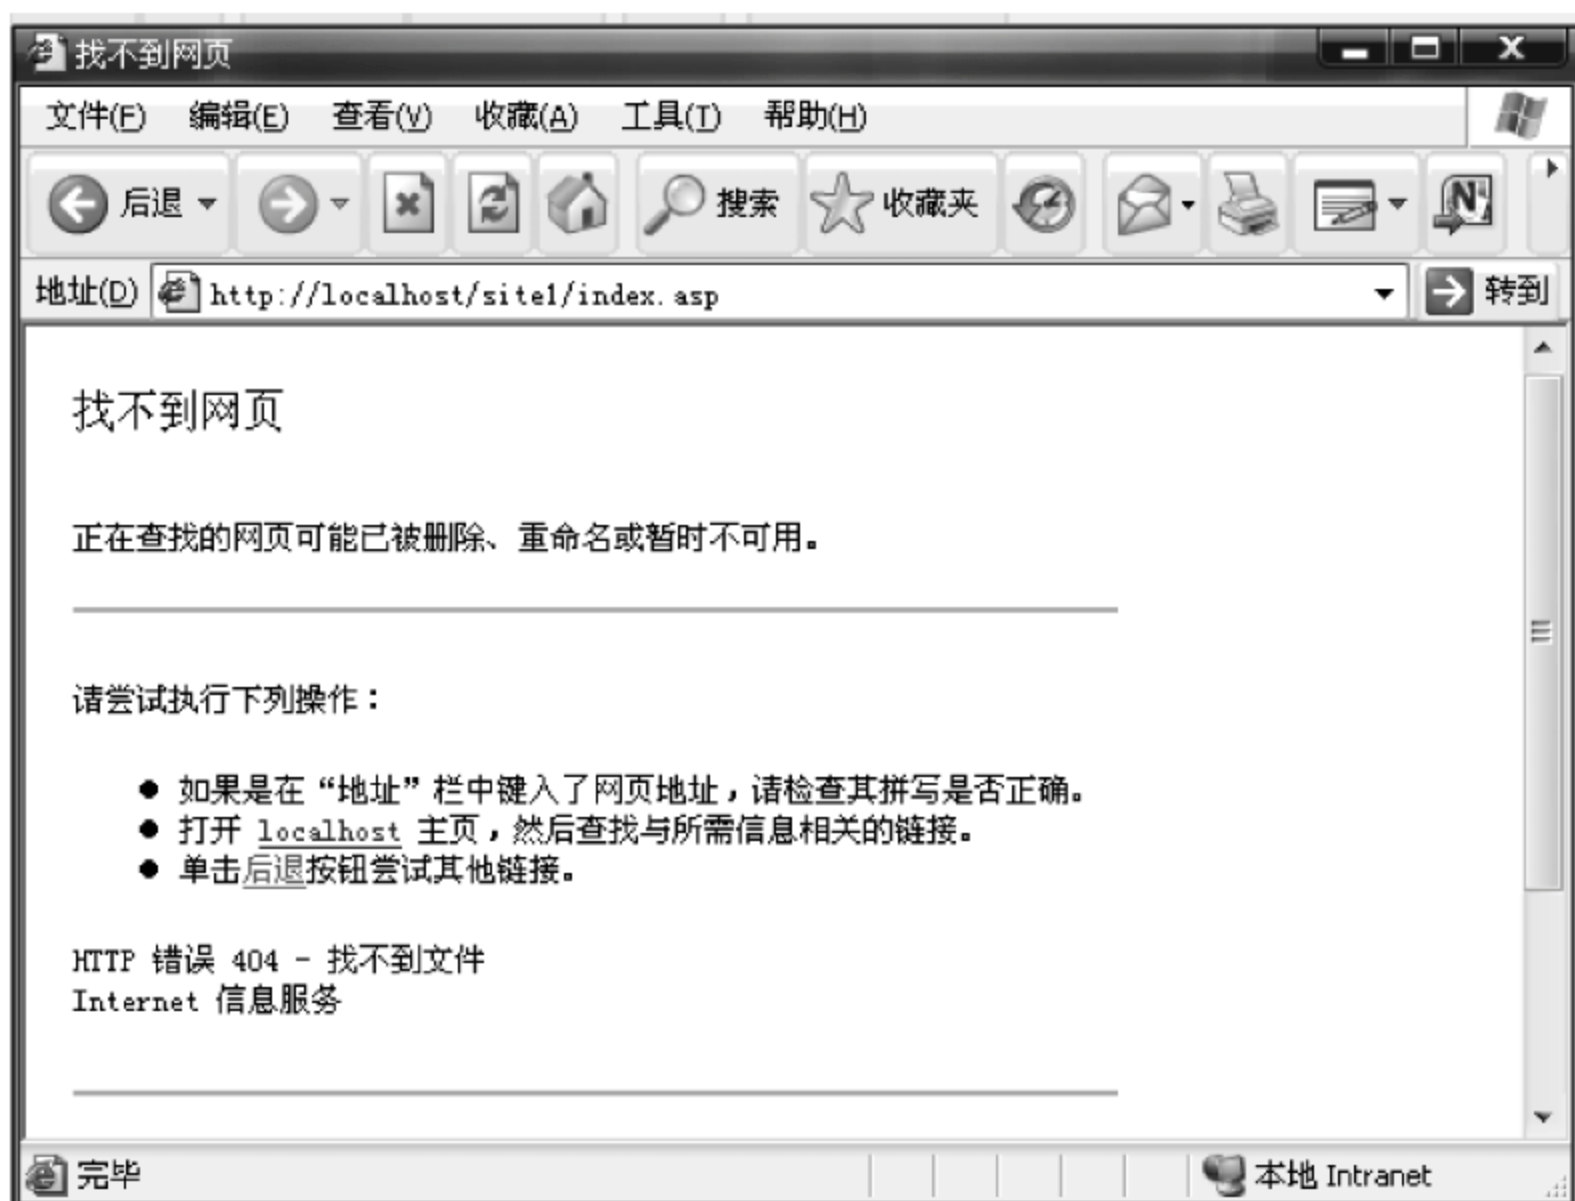 找不到网页
文件(F) 编辑(E) 查看(V) 收藏(A) 工具(T) 帮助(H)
后退 搜索 收藏夹
地址(D) http://localhost/site1/index.asp 转到
找不到网页
正在查找的网页可能已被删除、重命名或暂时不可用。
请尝试执行下列操作：
● 如果是在“地址”栏中键入了网页地址，请检查其拼写是否正确。
● 打开 localhost 主页，然后查找与所需信息相关的链接。
● 单击后退按钮尝试其他链接。
HTTP 错误 404 - 找不到文件
Internet 信息服务
完毕 本地 Intranet